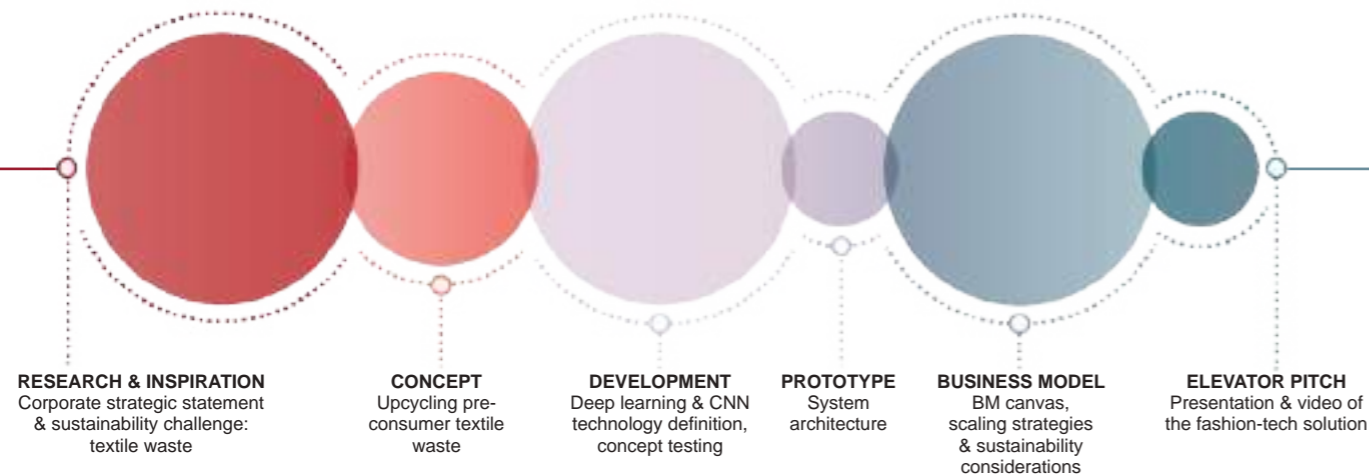 RESEARCH & INSPIRATION
Corporate strategic statement
& sustainability challenge:
textile waste
CONCEPT
Upcycling pre-
consumer textile
waste
DEVELOPMENT
Deep learning & CNN
technology definition,
concept testing
PROTOTYPE
System
architecture
BUSINESS MODEL
BM canvas,
scaling strategies
& sustainability
considerations
ELEVATOR PITCH
Presentation & video of
the fashion-tech solution